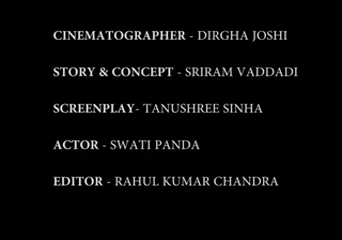 CINEMATOGRAPHER - DIRGHA JOSHI
STORY & CONCEPT - SRIRAM VADDADI
SCREENPLAY- TANUSHREE SINHA
ACTOR - SWATI PANDA
EDITOR - RAHUL KUMAR CHANDRA